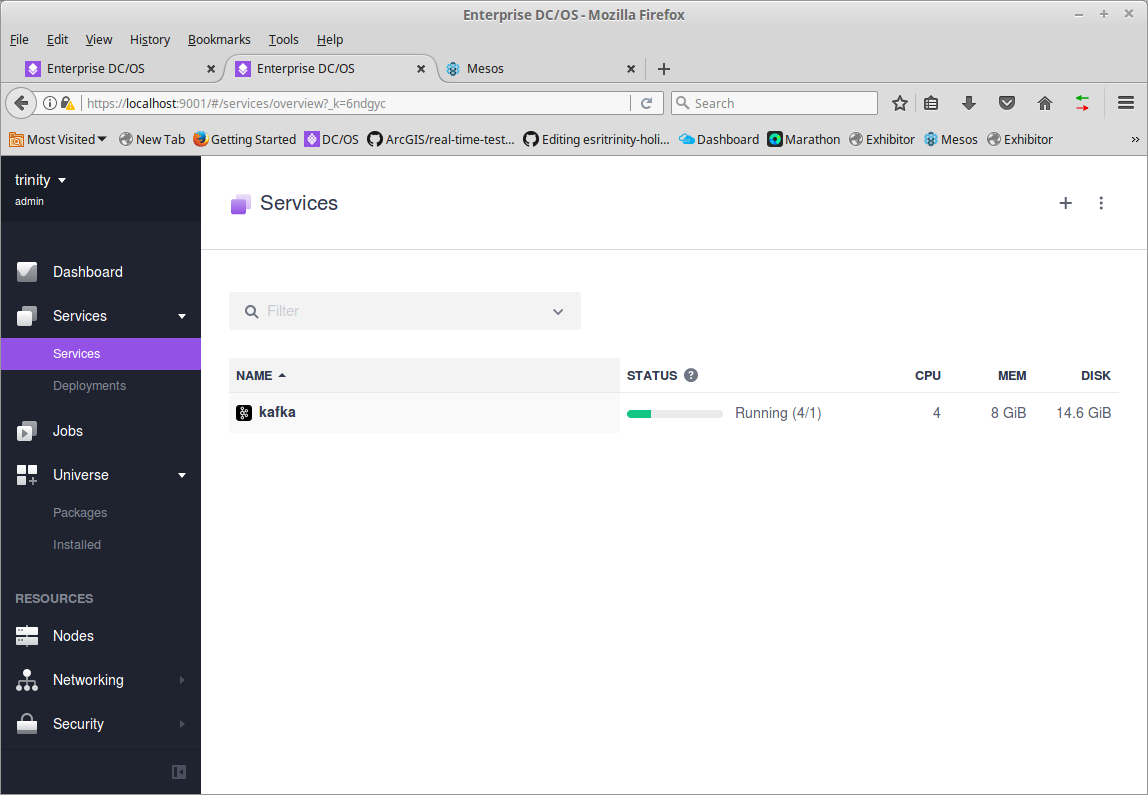 Enterprise DC/OS - Mozilla Firefox
File Edit View History Bookmarks Tools Help
Enterprise DC/OS Enterprise DC/OS Mesos
https://localhost:9001/#/services/overview?_k=6ndgyc Search
Most Visited New Tab Getting Started DC/OS ArcGIS/real-time-test... Editing esritrinity-holi... Dashboard Marathon Exhibitor Mesos Exhibitor »
trinity
admin
Dashboard
Services
Services
Deployments
Jobs
Universe
Packages
Installed
RESOURCES
Nodes
Networking
Security
Services
Filter
NAME STATUS ? CPU MEM DISK
kafka Running (4/1) 4 8 GiB 14.6 GiB